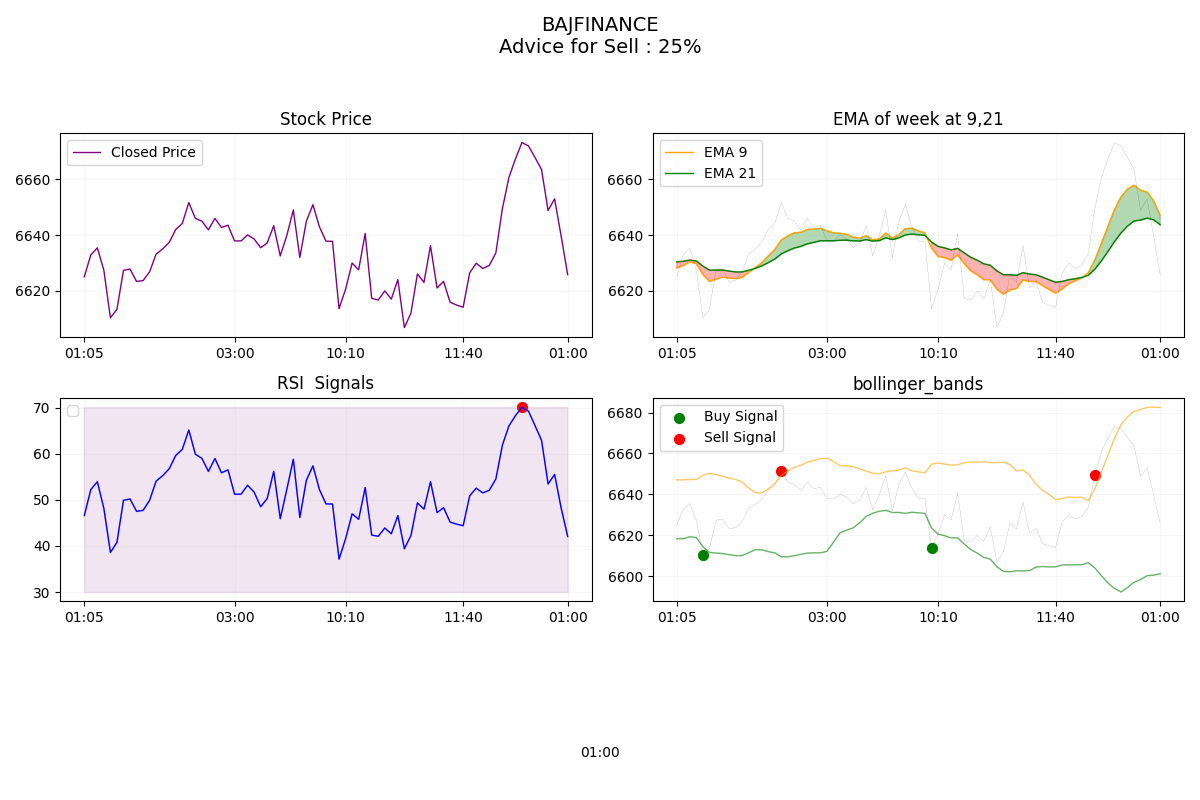 BAJFINANCE
Advice for Sell : 25%
Stock Price
Closed Price
6660
6640
6620
01:05 03:00 10:10 11:40 01:00
EMA of week at 9,21
EMA 9
EMA 21
6660
6640
6620
01:05 03:00 10:10 11:40 01:00
RSI  Signals
70
60
50
40
30
01:05 03:00 10:10 11:40 01:00
bollinger_bands
Buy Signal
Sell Signal
6680
6660
6640
6620
6600
01:05 03:00 10:10 11:40 01:00
01:00